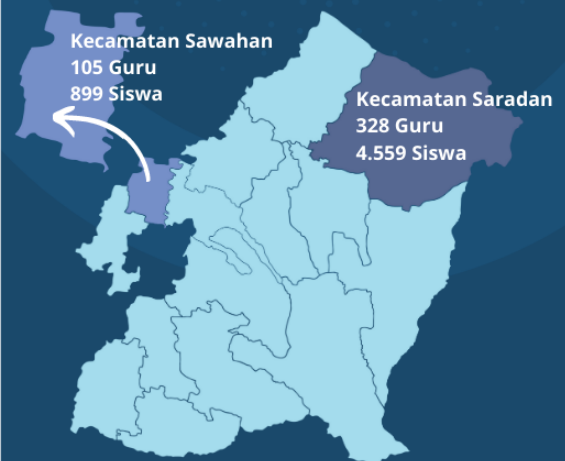 Kecamatan Sawahan
105 Guru
899 Siswa
Kecamatan Saradan
328 Guru
4.559 Siswa